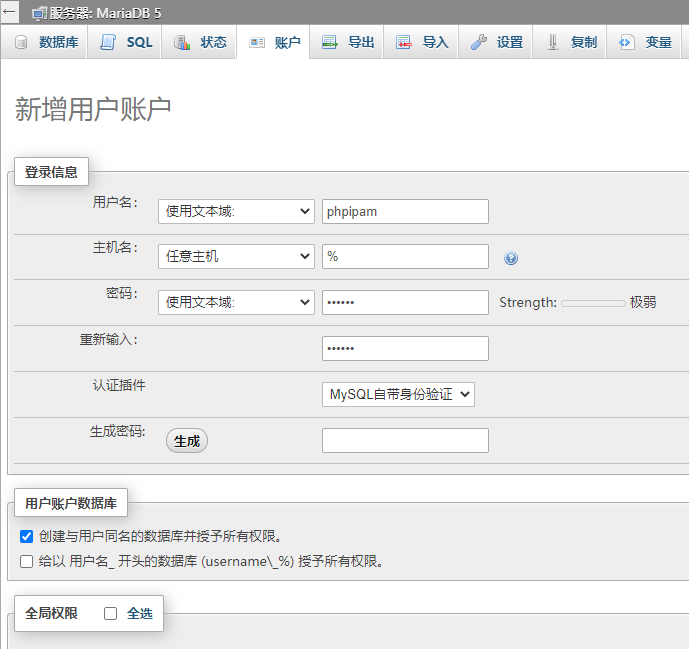 服务器: MariaDB 5
数据库 SQL 状态 账户 导出 导入 设置 复制 变量
新增用户账户
登录信息
用户名: 使用文本域: phpipam
主机名: 任意主机 %
密码: 使用文本域: •••••• Strength: 极弱
重新输入: ••••••
认证插件 MySQL自带身份验证
生成密码: 生成
用户账户数据库
创建与用户同名的数据库并授予所有权限。
给以 用户名_ 开头的数据库 (username\_%) 授予所有权限。
全局权限 全选